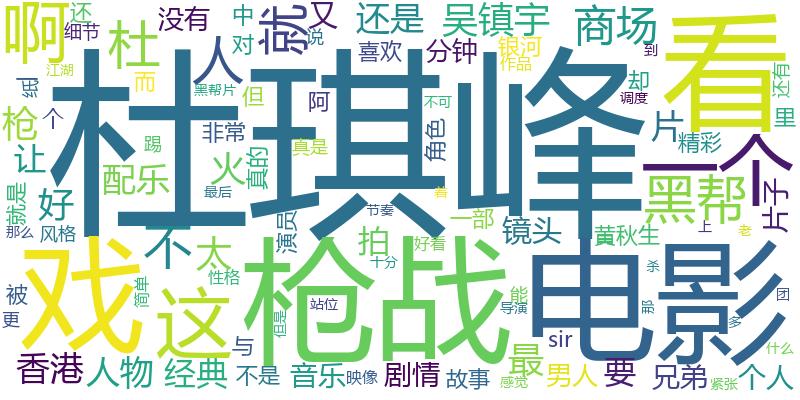 啊
没有
又
还是
吴镇宇
商场
看
还
细节
杜
人
就
中
对
说
喜欢
分钟
银河
作品
到
还有
江湖
纸
而
黑帮片
但
阿
不可
却
调度
里
枪
个
非常
角色
片
精彩
杜琪峰
一个
让
火
真的
真是
踢
配乐
黑帮
片子
就是
好
最后
节奏
着
一部
演员
镜头
黄秋生
上
老
那么
风格
不
太
拍
好看
性格
十分
戏
这
枪战
电影
被
更
简单
站位
但是
能
导演
那
杀
多
团
什么
与
sir
最
香港
人物
经典
不是
音乐
映像
剧情
故事
感觉
男人
要
兄弟
紧张
个人